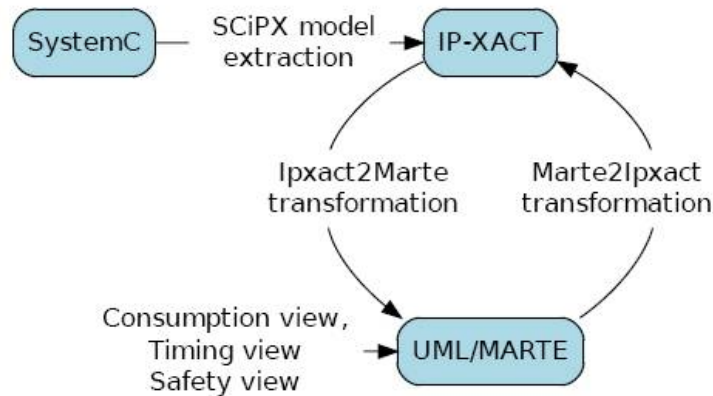 SystemC
SCiPX model
extraction
IP-XACT
Ipxact2Marte
transformation
Marte2Ipxact
transformation
Consumption view,
Timing view
Safety view
UML/MARTE